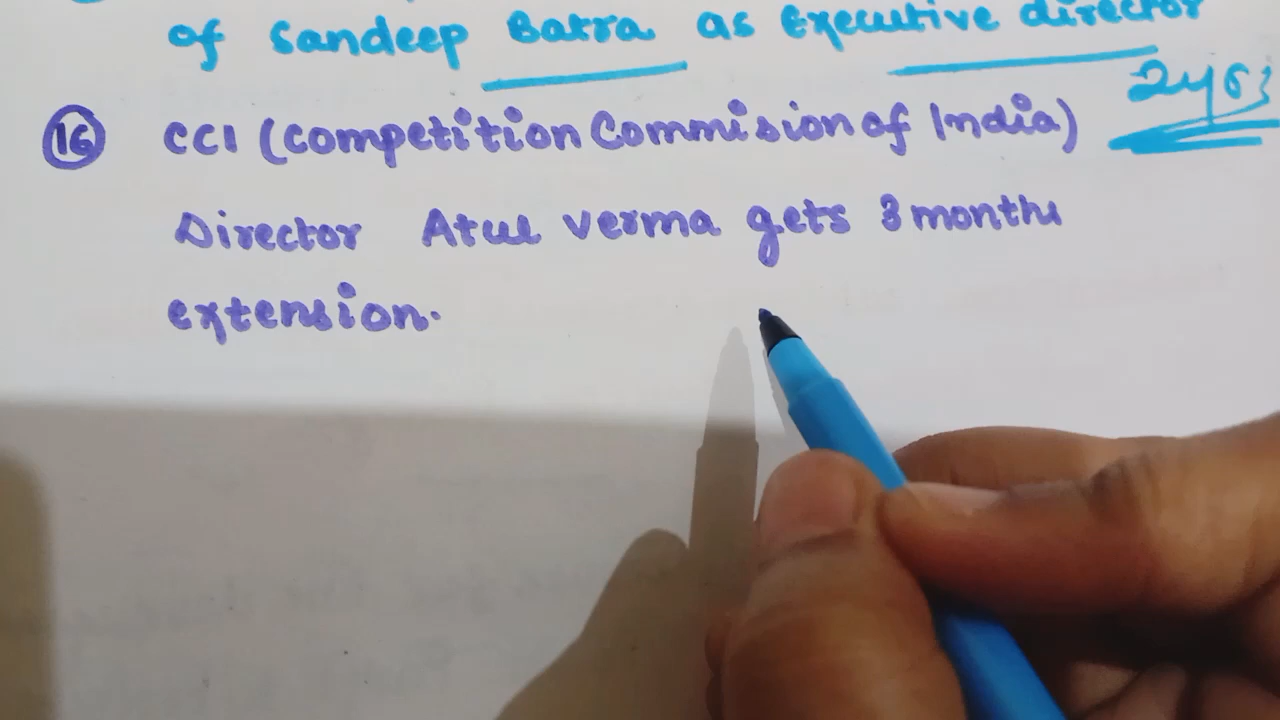 of Sandeep Batra as Executive director
2yrs
16 CCI (Competition Commision of India)
Director Atul Verma gets 3 months
extension.